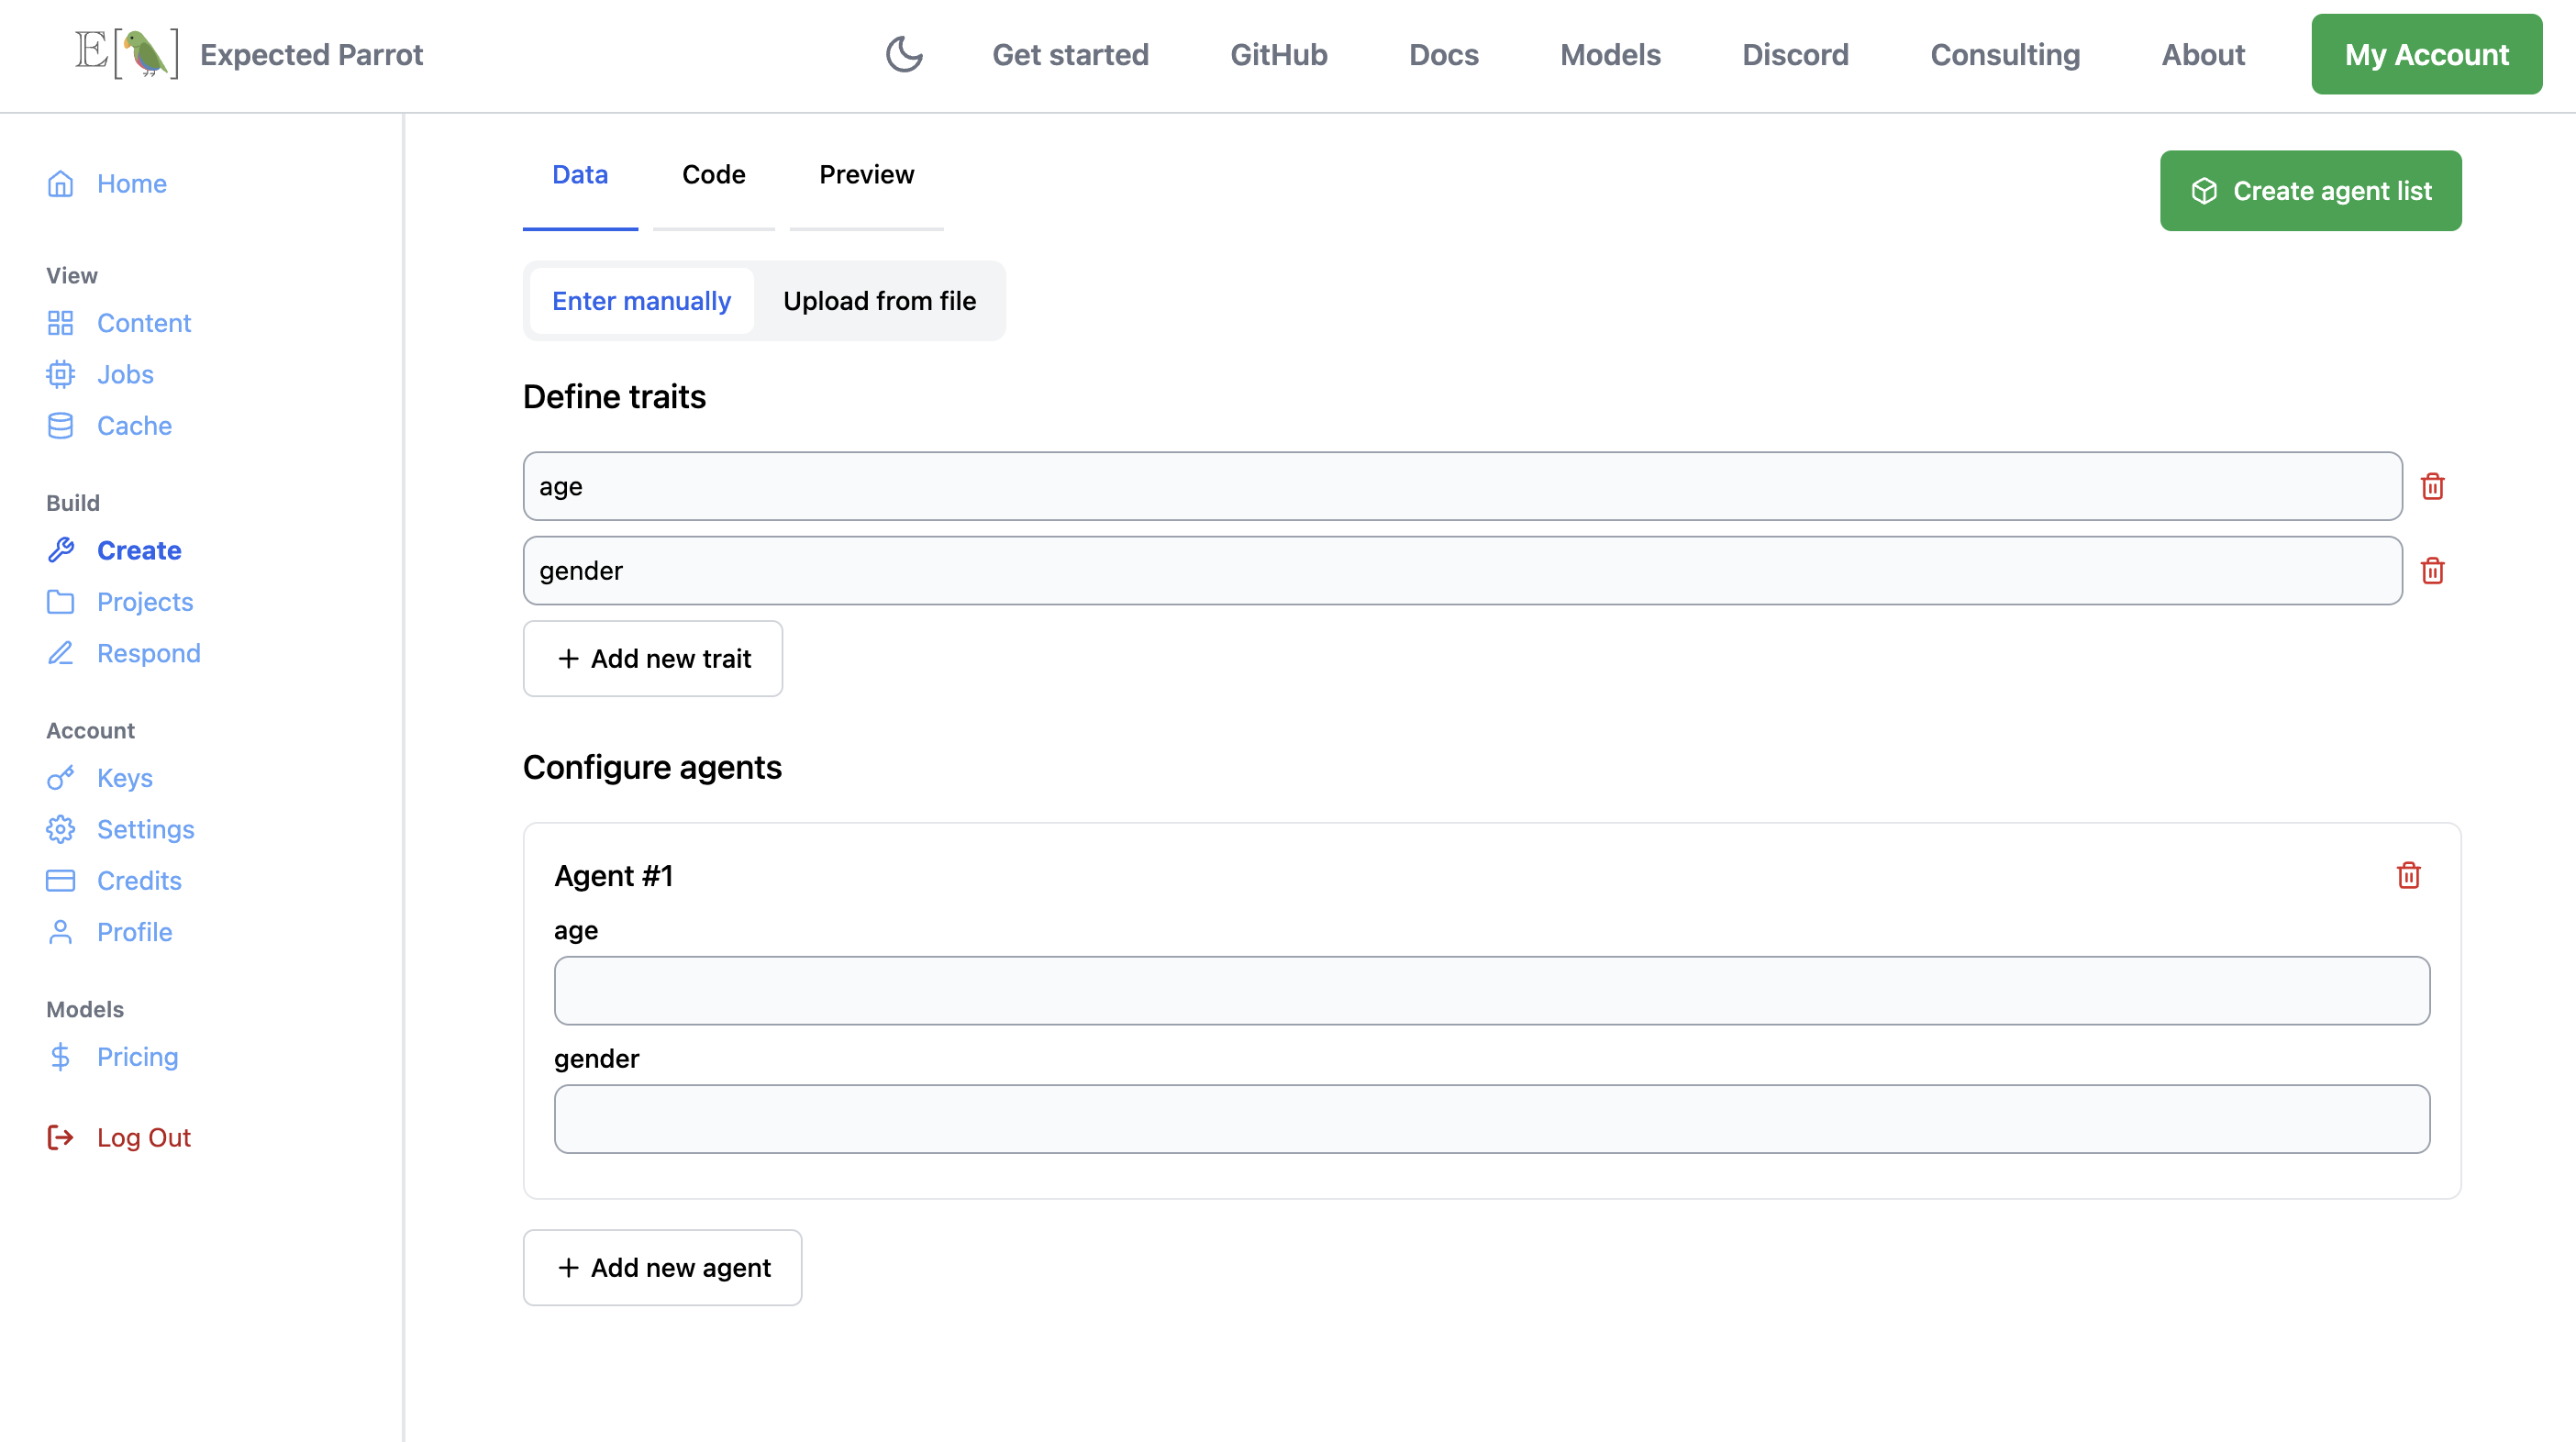 E[] Expected Parrot
Get started
GitHub
Docs
Models
Discord
Consulting
About
My Account
Home
View
Content
Jobs
Cache
Build
Create
Projects
Respond
Account
Keys
Settings
Credits
Profile
Models
Pricing
Log Out
Data
Code
Preview
Create agent list
Enter manually
Upload from file
Define traits
age
gender
+ Add new trait
Configure agents
Agent #1
age
gender
+ Add new agent